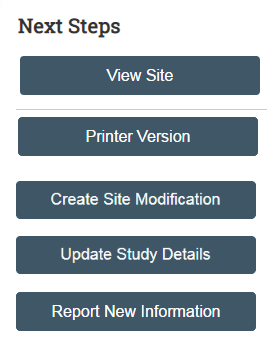 Next Steps
View Site
Printer Version
Create Site Modification
Update Study Details
Report New Information